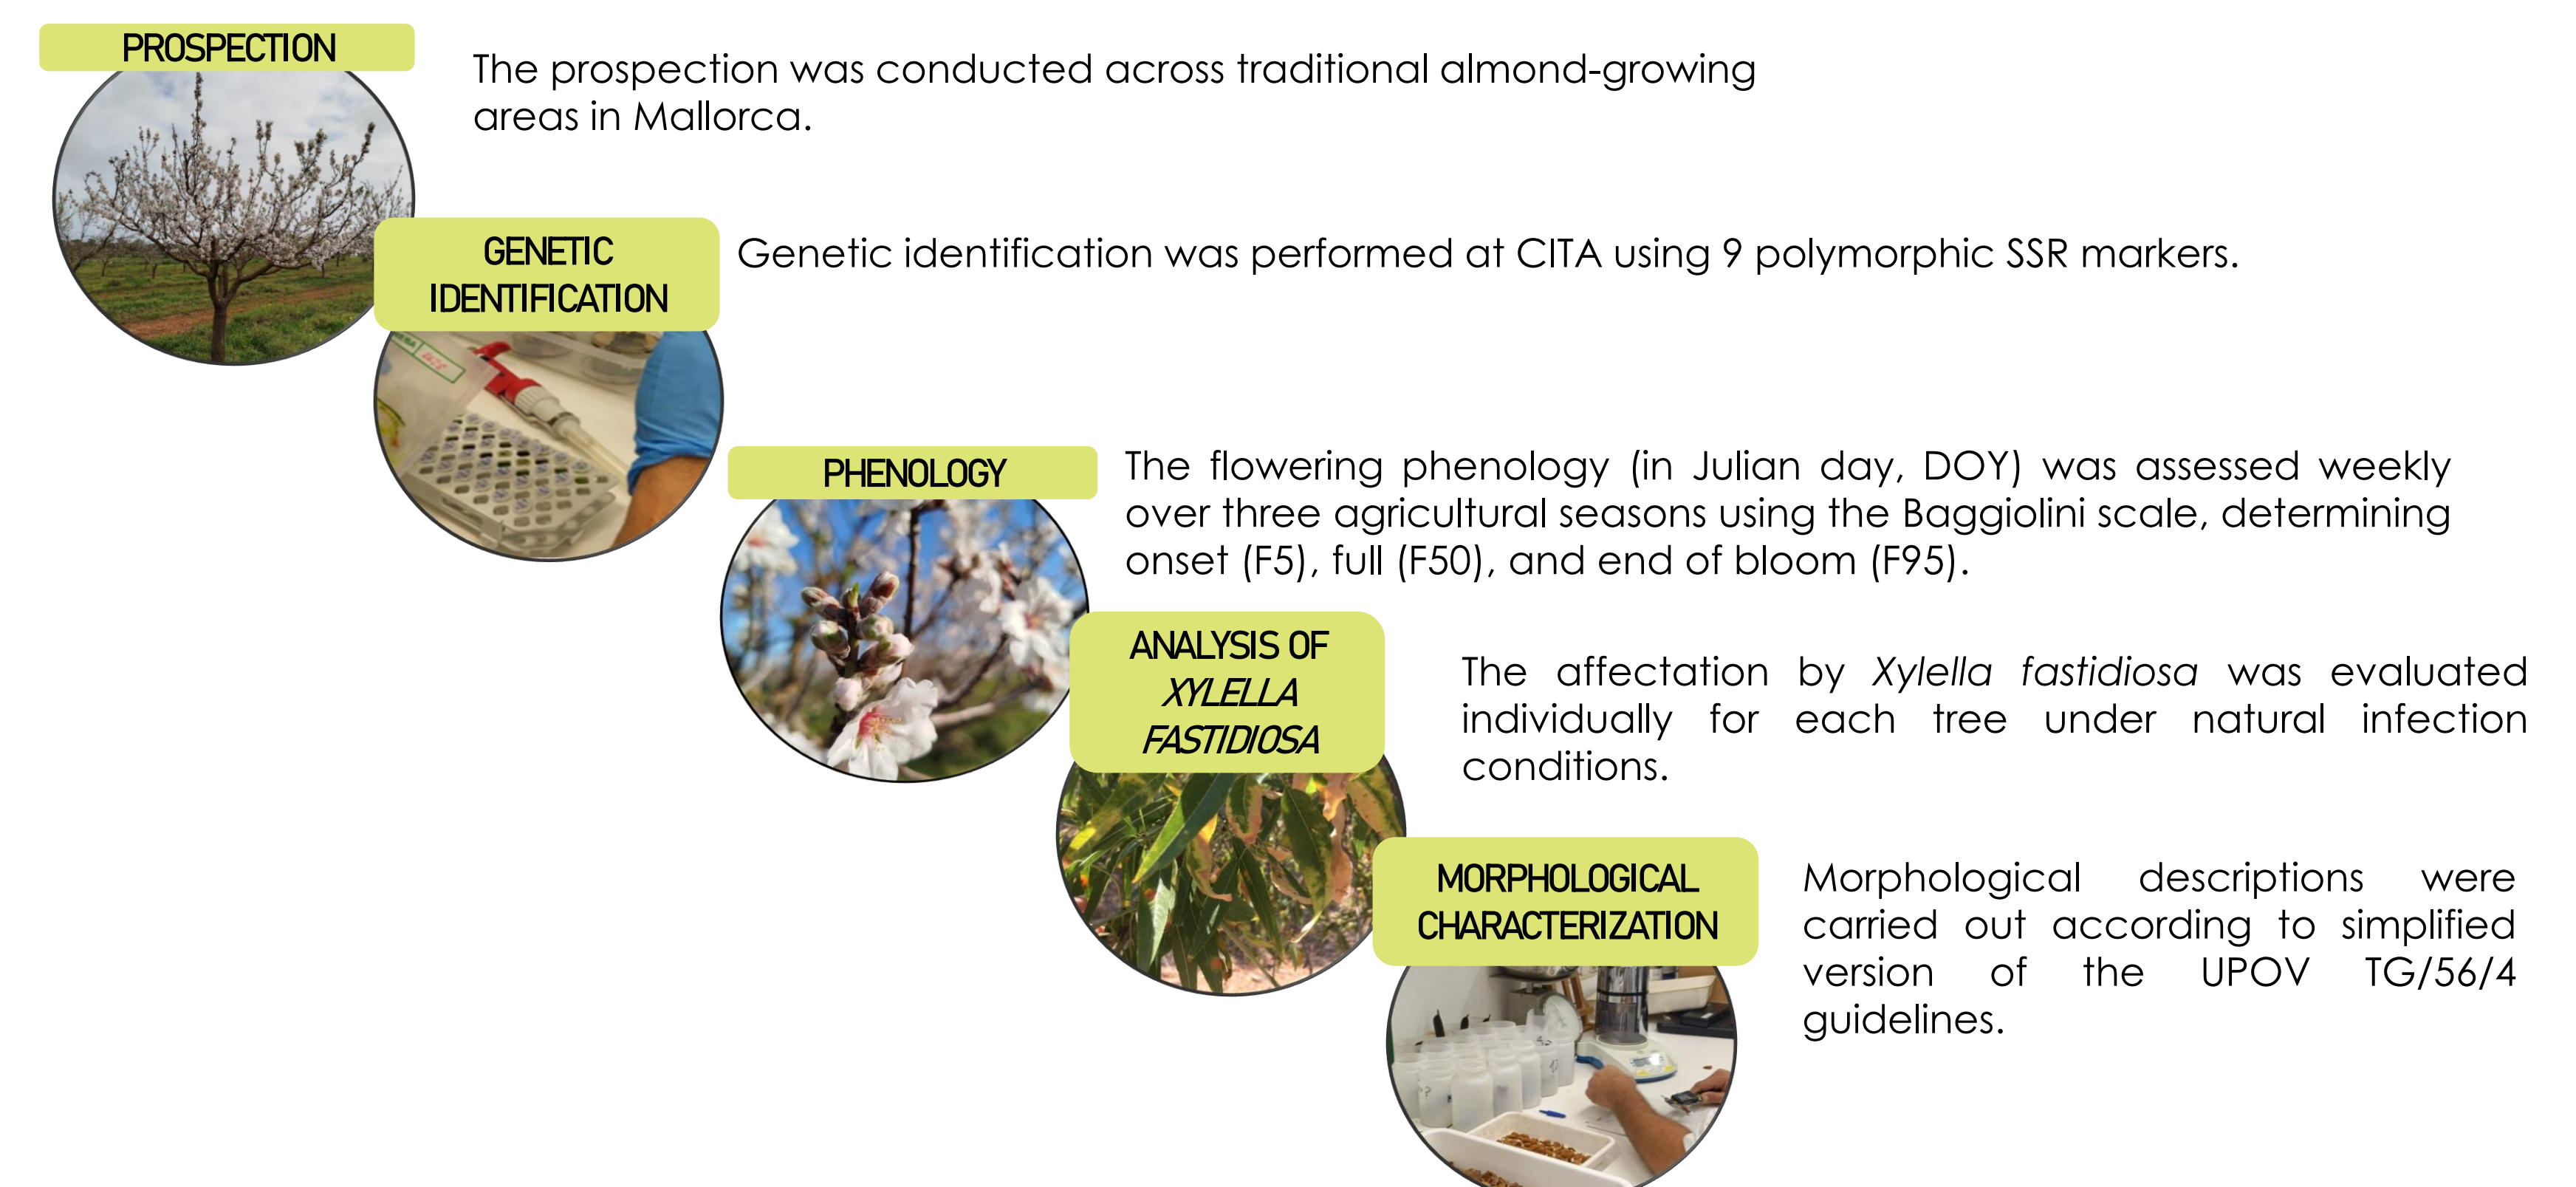 PROSPECTION
The prospection was conducted across traditional almond-growing
areas in Mallorca.
GENETIC
IDENTIFICATION
Genetic identification was performed at CITA using 9 polymorphic SSR markers.
PHENOLOGY
The flowering phenology (in Julian day, DOY) was assessed weekly
over three agricultural seasons using the Baggiolini scale, determining
onset (F5), full (F50), and end of bloom (F95).
ANALYSIS OF
XYLELLA
FASTIDIOSA
The affectation by Xylella fastidiosa was evaluated
individually for each tree under natural infection
conditions.
MORPHOLOGICAL
CHARACTERIZATION
Morphological descriptions were
carried out according to simplified
version of the UPOV TG/56/4
guidelines.